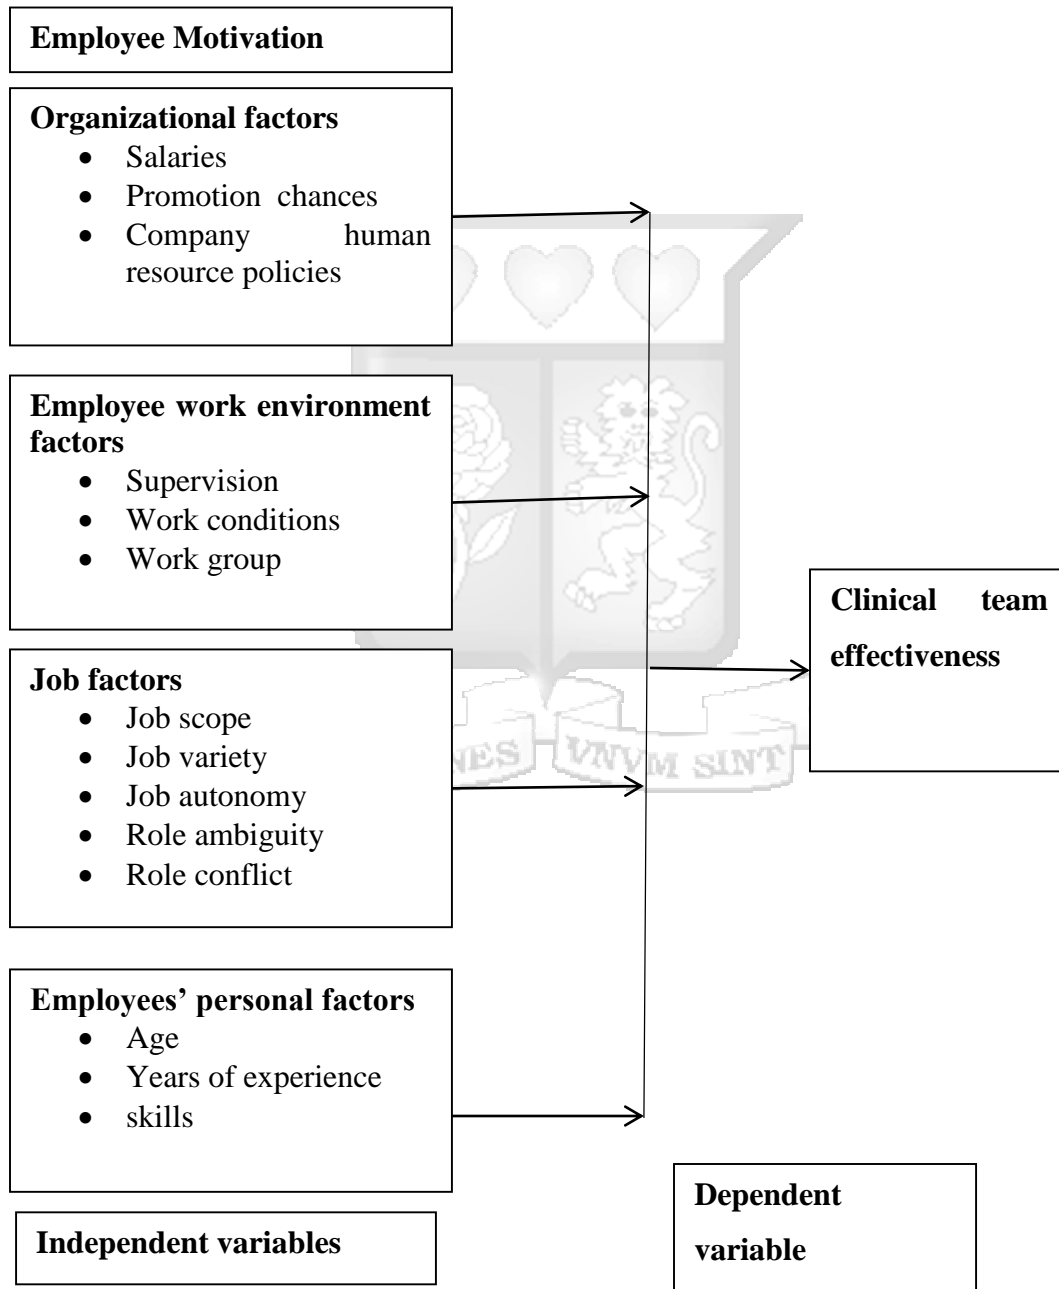 Employee Motivation
Organizational factors
• Salaries
• Promotion chances
• Company human
resource policies
Employee work environment
factors
• Supervision
• Work conditions
• Work group
Job factors
• Job scope
• Job variety
• Job autonomy
• Role ambiguity
• Role conflict
Employees’ personal factors
• Age
• Years of experience
• skills
Independent variables
Clinical team
effectiveness
Dependent
variable
VNVM SINT